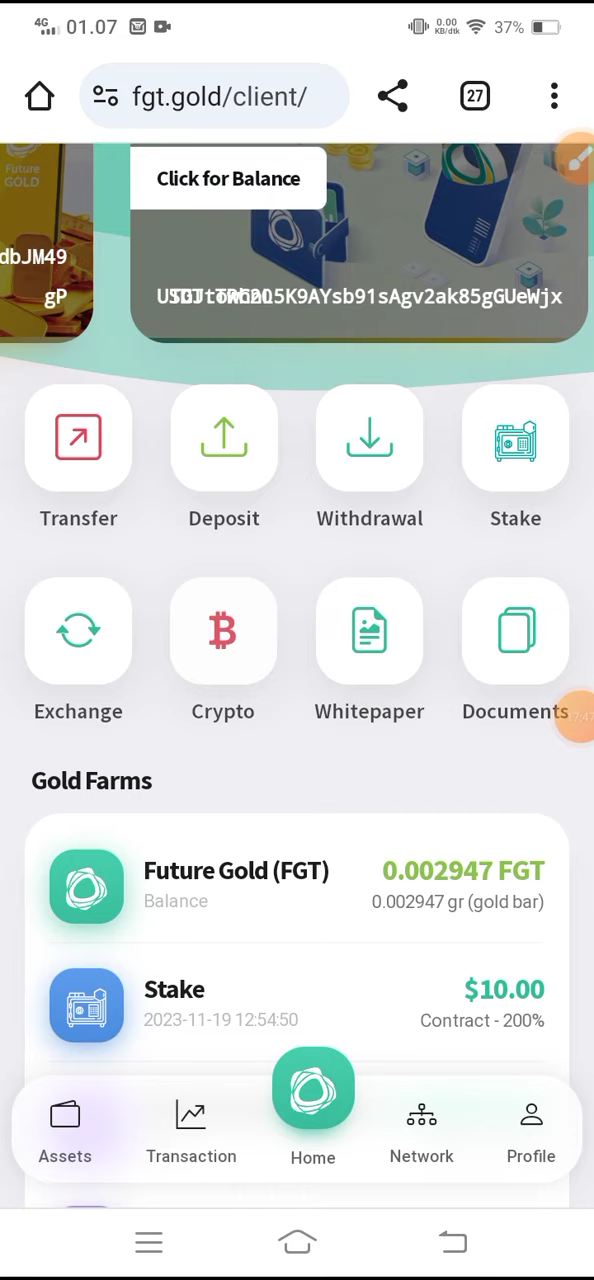 4G 01.07 0.00 KB/dtk 37%
fgt.gold/client/ 27
Future
GOLD
Click for Balance
dbJM49
gP
Transfer Deposit Withdrawal Stake
Exchange Crypto Whitepaper Documents
17:47
Gold Farms
Future Gold (FGT) 0.002947 FGT
Balance 0.002947 gr (gold bar)
Stake $10.00
2023-11-19 12:54:50 Contract - 200%
Assets Transaction Home Network Profile